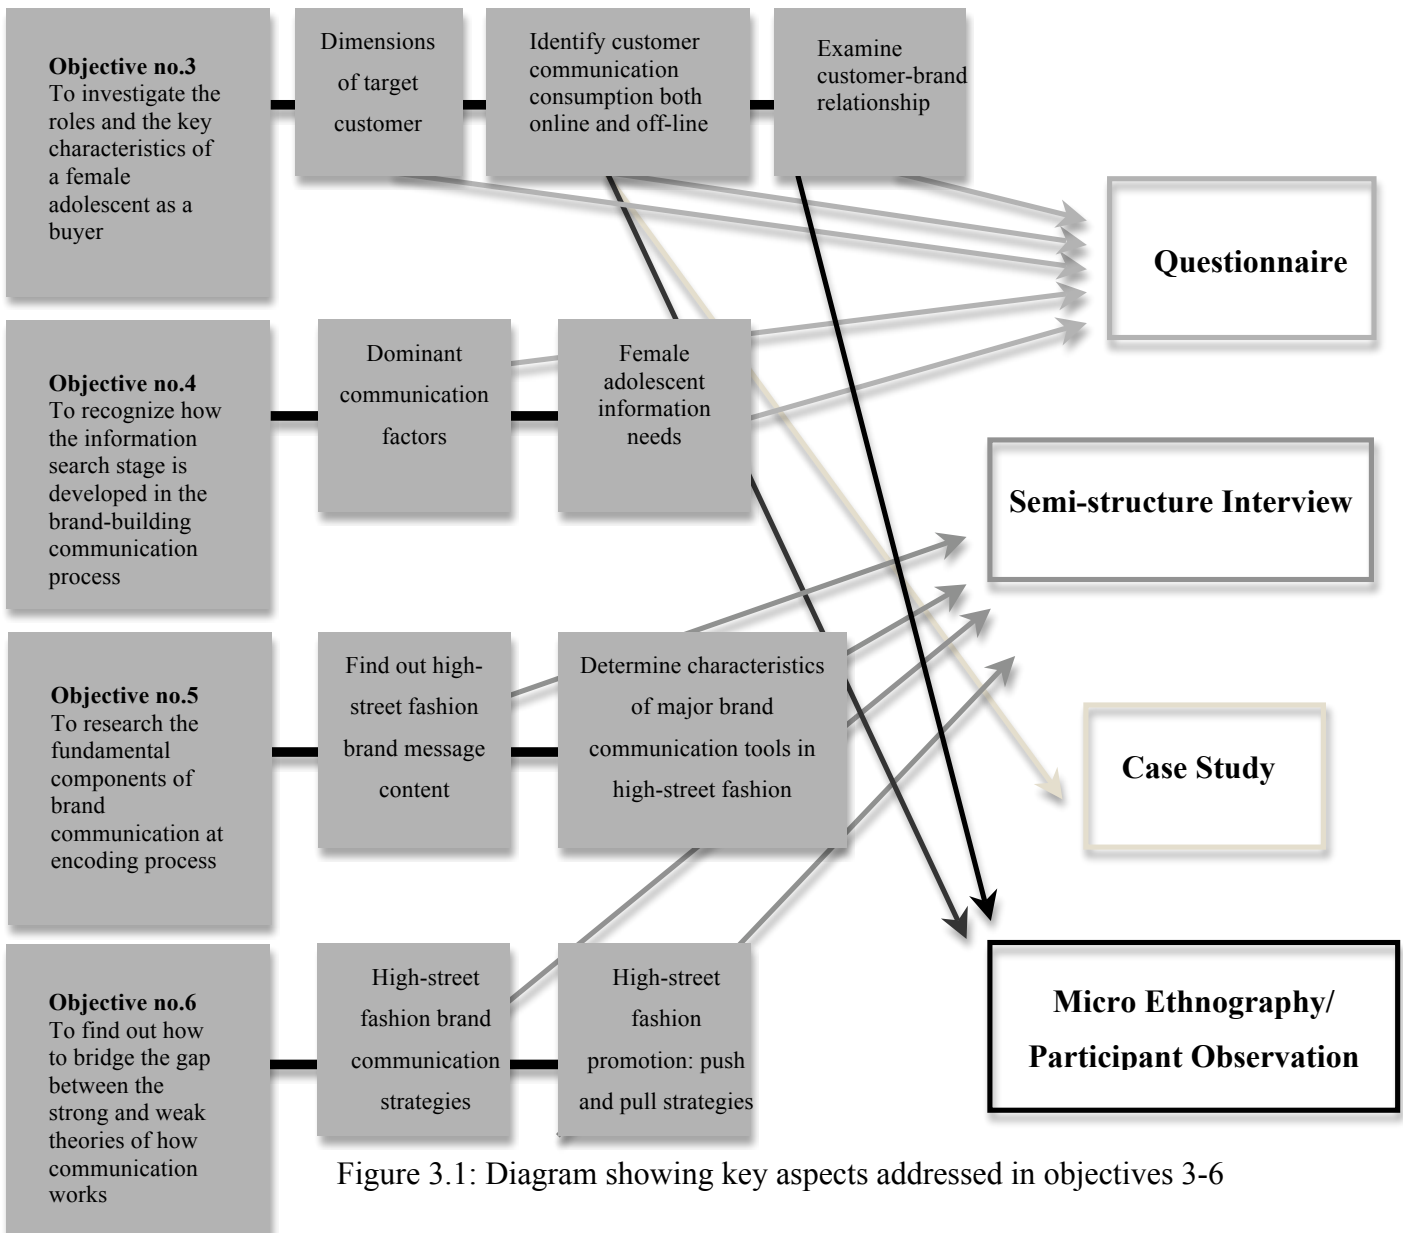 Objective no.3
To investigate the
roles and the key
characteristics of
a female
adolescent as a
buyer
Dimensions
of target
customer
Identify customer
communication
consumption both
online and off-line
Examine
customer-brand
relationship
Questionnaire
Objective no.4
To recognize how
the information
search stage is
developed in the
brand-building
communication
process
Dominant
communication
factors
Female
adolescent
information
needs
Semi-structure Interview
Objective no.5
To research the
fundamental
components of
brand
communication at
encoding process
Find out high-
street fashion
brand message
content
Determine characteristics
of major brand
communication tools in
high-street fashion
Case Study
Objective no.6
To find out how
to bridge the gap
between the
strong and weak
theories of how
communication
works
High-street
fashion brand
communication
strategies
High-street
fashion
promotion: push
and pull strategies
Micro Ethnography/
Participant Observation
Figure 3.1: Diagram showing key aspects addressed in objectives 3-6